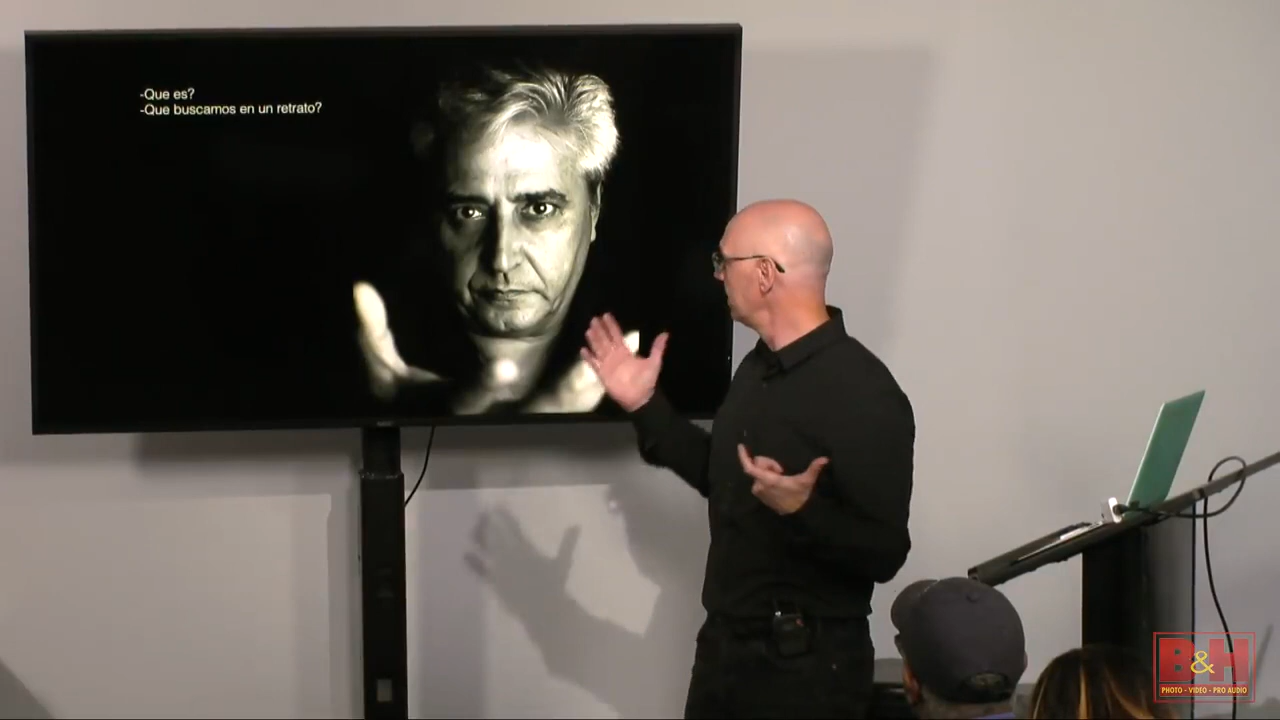 -Que es?
-Que buscamos en un retrato?
B&H
PHOTO - VIDEO - PRO AUDIO